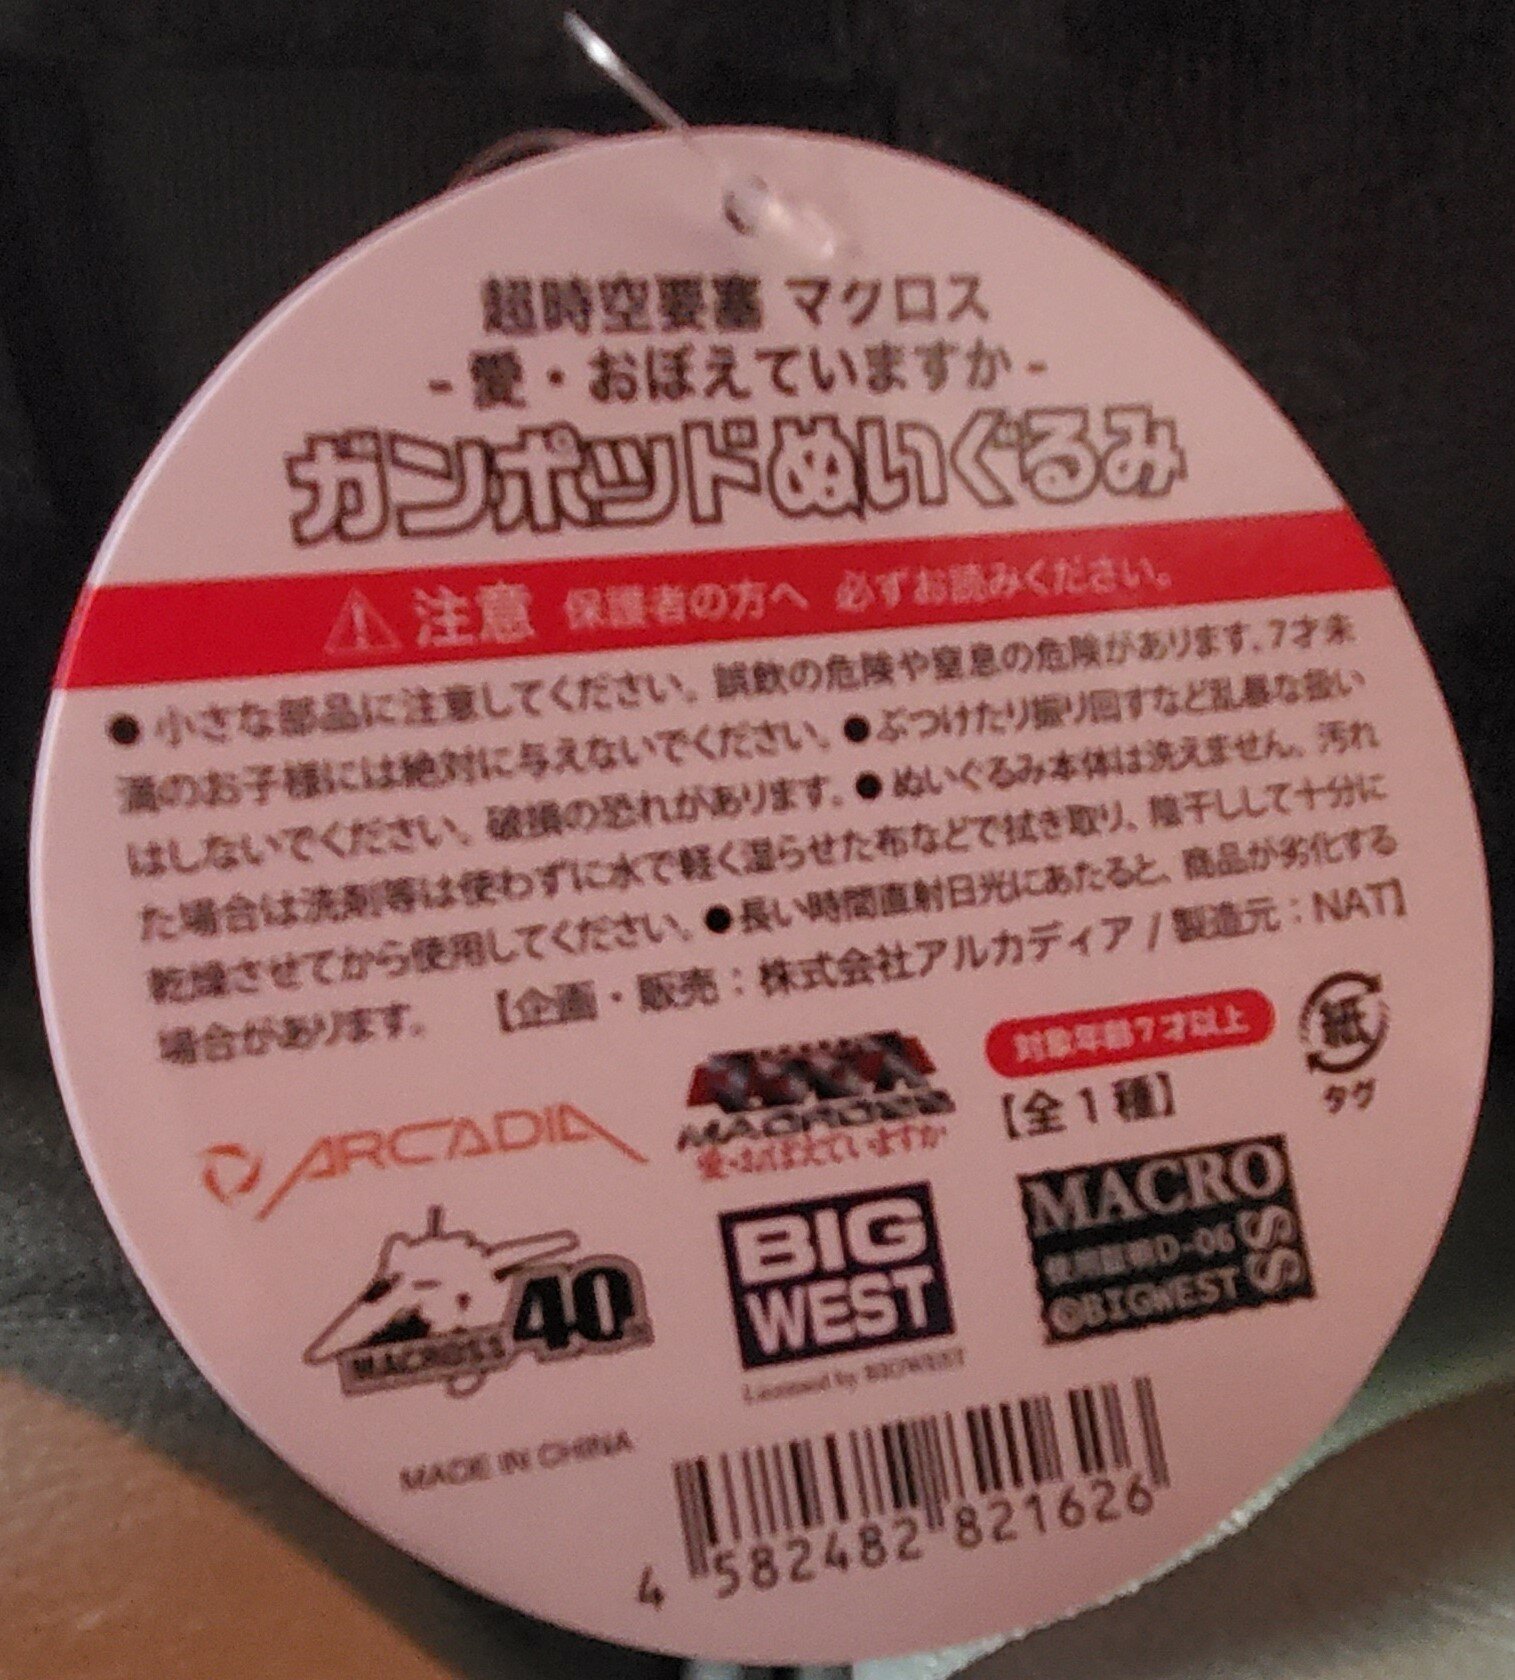 超時空要塞 マクロス
- 愛・おぼえていますか -
ガンポッドぬいぐるみ
注意 保護者の方へ 必ずお読みください。
● 小さな部品に注意してください。誤飲の危険や窒息の危険があります。7才未
満のお子様には絶対に与えないでください。●ぶつけたり振り回すなど乱暴な扱い
はしないでください。破損の恐れがあります。● ぬいぐるみ本体は洗えません。汚れ
た場合は洗剤等は使わずに水で軽く湿らせた布などで拭き取り、陰干しして十分に
乾燥させてから使用してください。●長い時間直射日光にあたると、商品が劣化する
場合があります。 【企画・販売：株式会社アルカディア / 製造元：NAT】
対象年齢7才以上
紙
タグ
【全1種】
ARCADIA
MACROSS
愛・おぼえていますか
MACROSS 40
BIG
WEST
Licensed by BIGWEST
MACROSS
使用証明D-06
©BIGWEST
MADE IN CHINA
4 582482 821626